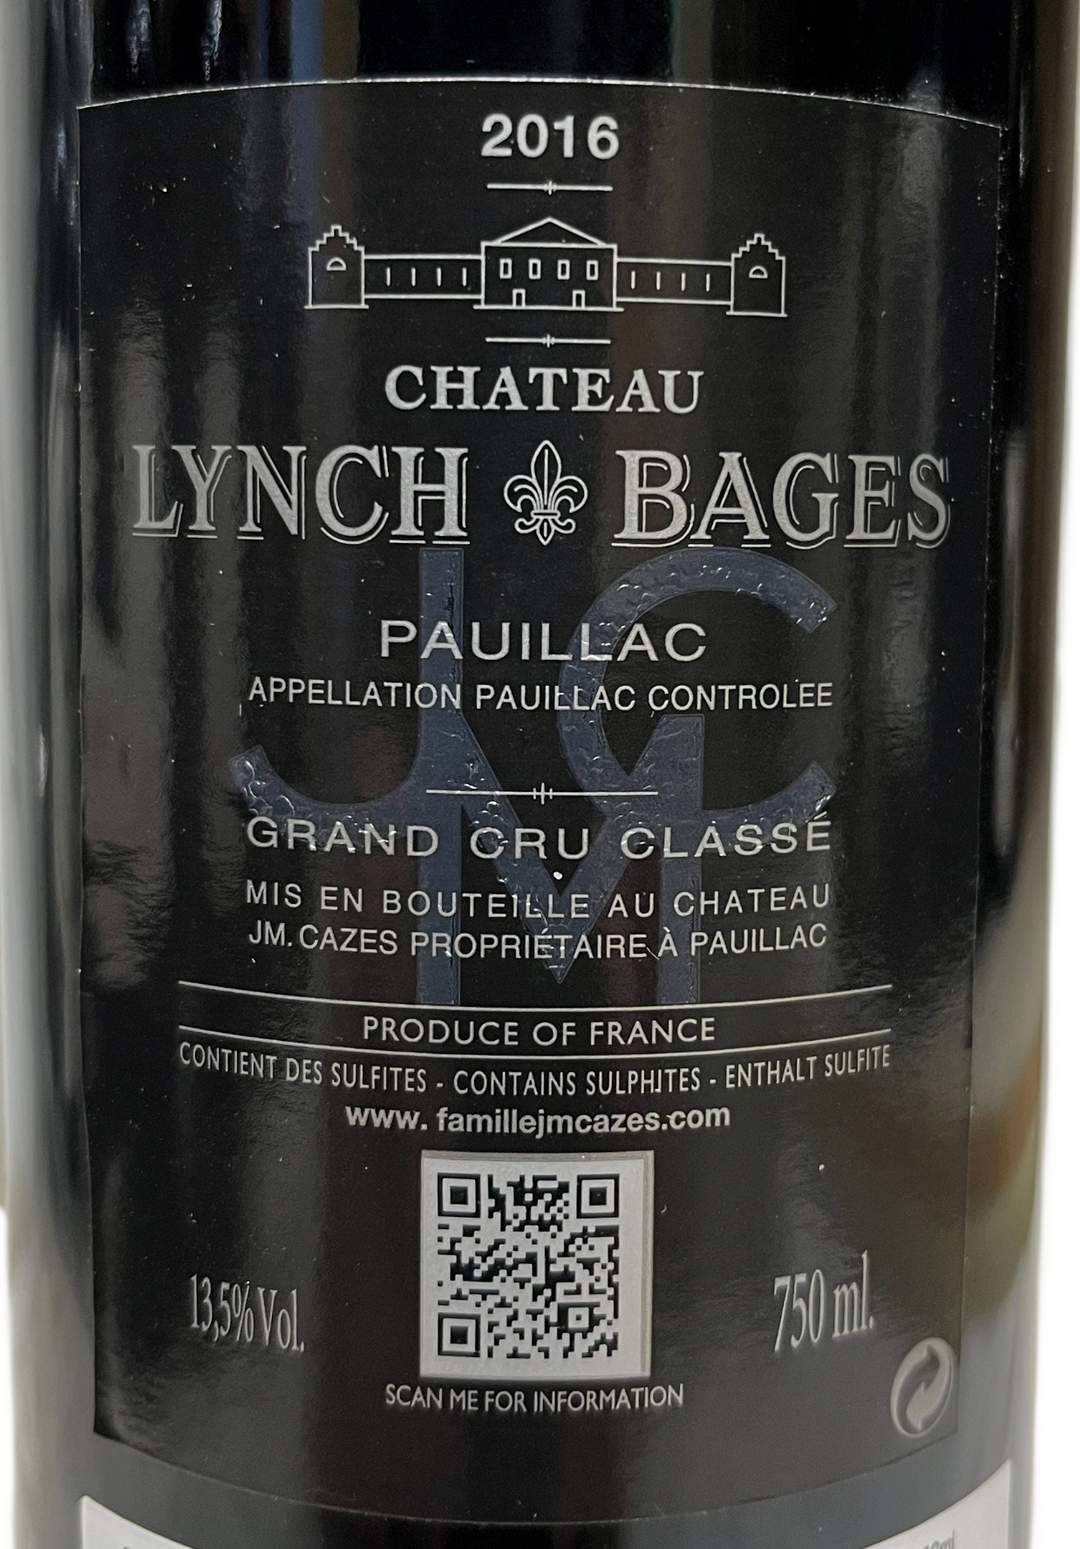 2016
CHATEAU
LYNCH BAGES
JMC
PAUILLAC
APPELLATION PAUILLAC CONTROLEE
GRAND CRU CLASSÉ
MIS EN BOUTEILLE AU CHATEAU
JM. CAZES PROPRIÉTAIRE À PAUILLAC
PRODUCE OF FRANCE
CONTIENT DES SULFITES - CONTAINS SULPHITES - ENTHALT SULFITE
www. famillejmcazes.com
13,5% Vol.
750 ml.
SCAN ME FOR INFORMATION